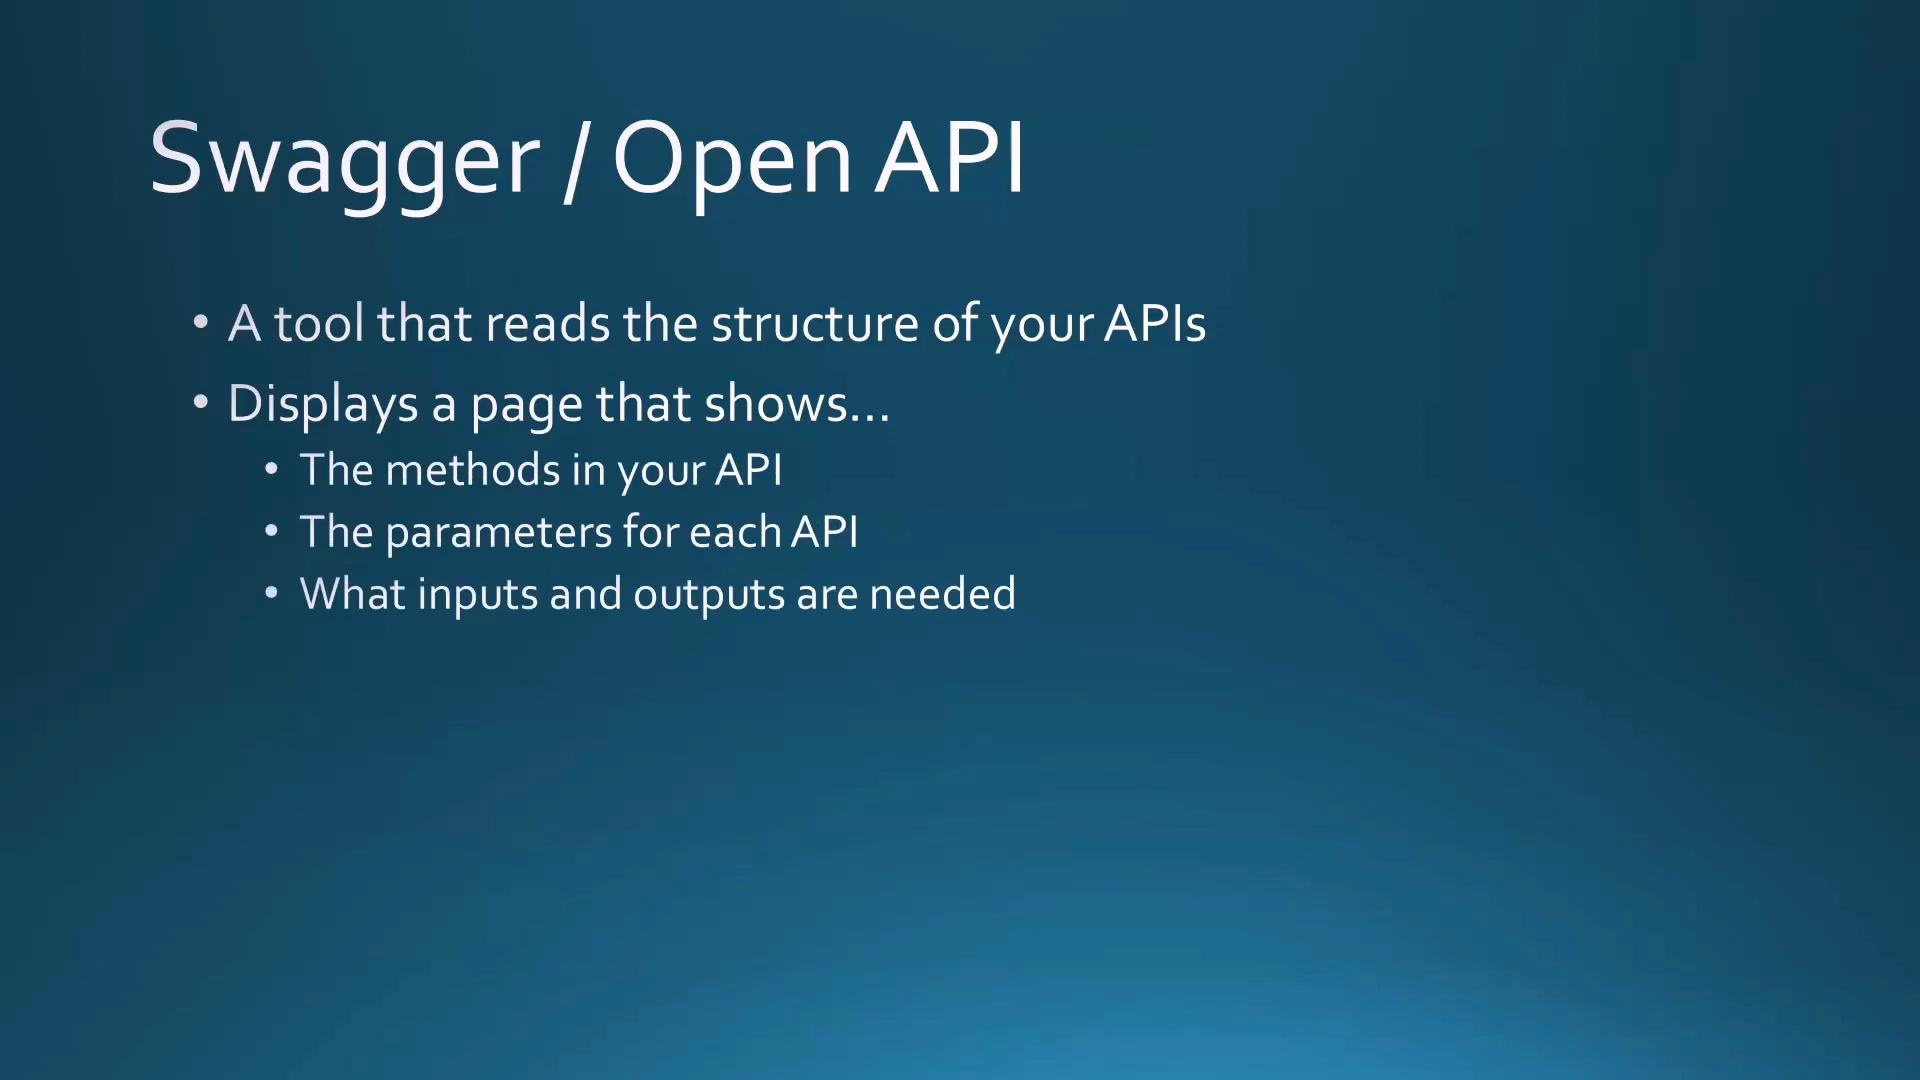 Swagger / Open API
• A tool that reads the structure of your APIs
• Displays a page that shows...
• The methods in your API
• The parameters for each API
• What inputs and outputs are needed